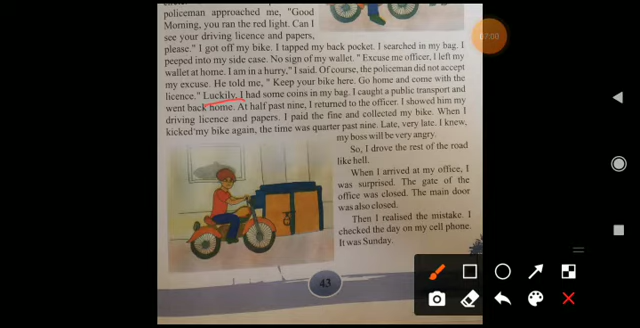 policeman approached me, "Good
Morning, you ran the red light. Can I
see your driving licence and papers,
please." I got off my bike. I tapped my back pocket. I searched in my bag. I
peeped into my side case. No sign of my wallet. " Excuse me officer, I left my
wallet at home. I am in a hurry," I said. Of course, the policeman did not accept
my excuse. He told me, " Keep your bike here. Go home and come with the
licence." Luckily, I had some coins in my bag. I caught a public transport and
went back home. At half past nine, I returned to the officer. I showed him my
driving licence and papers. I paid the fine and collected my bike. When I
kicked my bike again, the time was quarter past nine. Late, very late. I knew,
my boss will be very angry.
So, I drove the rest of the road
like hell.
When I arrived at my office, I
was surprised. The gate of the
office was closed. The main door
was also closed.
Then I realised the mistake. I
checked the day on my cell phone.
It was Sunday.
43
07:00